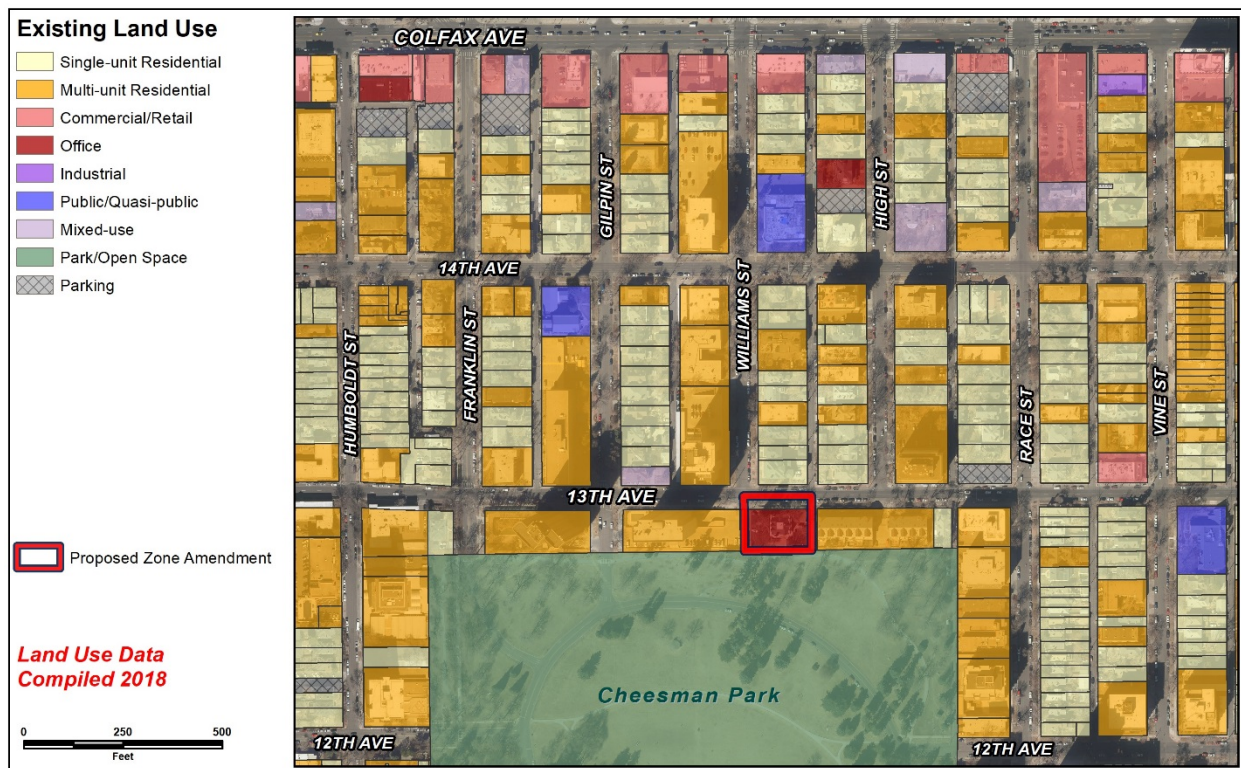 Existing Land Use
Single-unit Residential
Multi-unit Residential
Commercial/Retail
Office
Industrial
Public/Quasi-public
Mixed-use
Park/Open Space
Parking
Proposed Zone Amendment
Land Use Data
Compiled 2018
0 250 500
Feet
COLFAX AVE
GILPIN ST
HIGH ST
14TH AVE
WILLIAMS ST
HUMBOLDT ST
FRANKLIN ST
RACE ST
VINE ST
13TH AVE
Cheesman Park
12TH AVE
12TH AVE